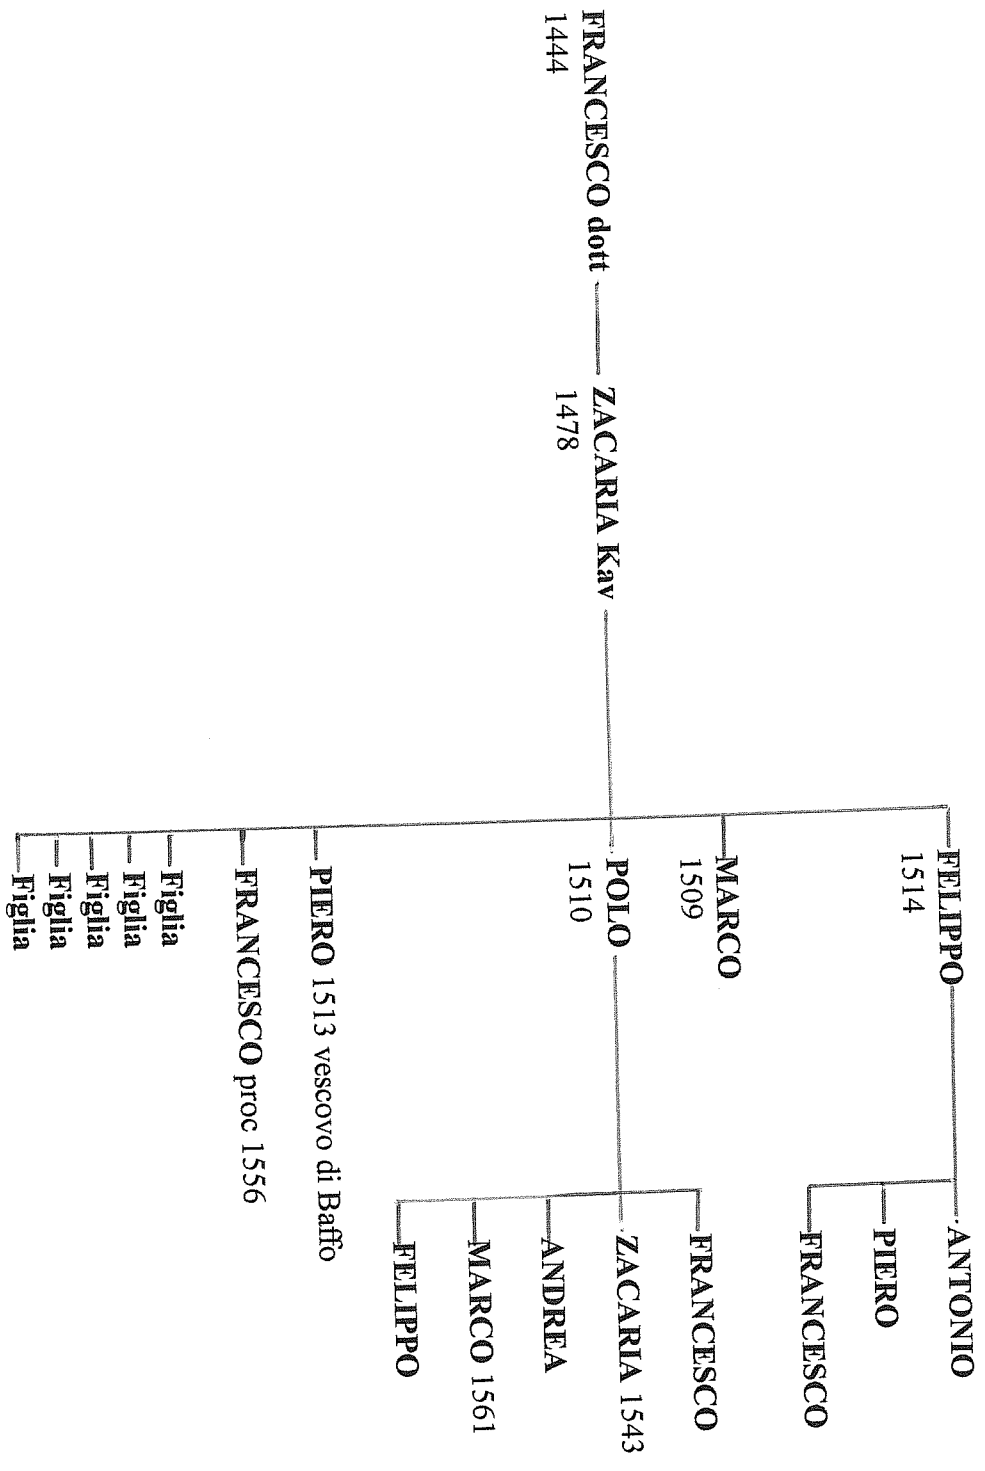 FRANCESCO dott
1444
ZACARIA Kav
1478
FELIPPO
1514
MARCO
1509
POLO
1510
PIERO 1513 vescovo di Baffo
FRANCESCO proc 1556
Figlia
Figlia
Figlia
Figlia
Figlia
ANTONIO
PIERO
FRANCESCO
FRANCESCO
ZACARIA 1543
ANDREA
MARCO 1561
FELIPPO